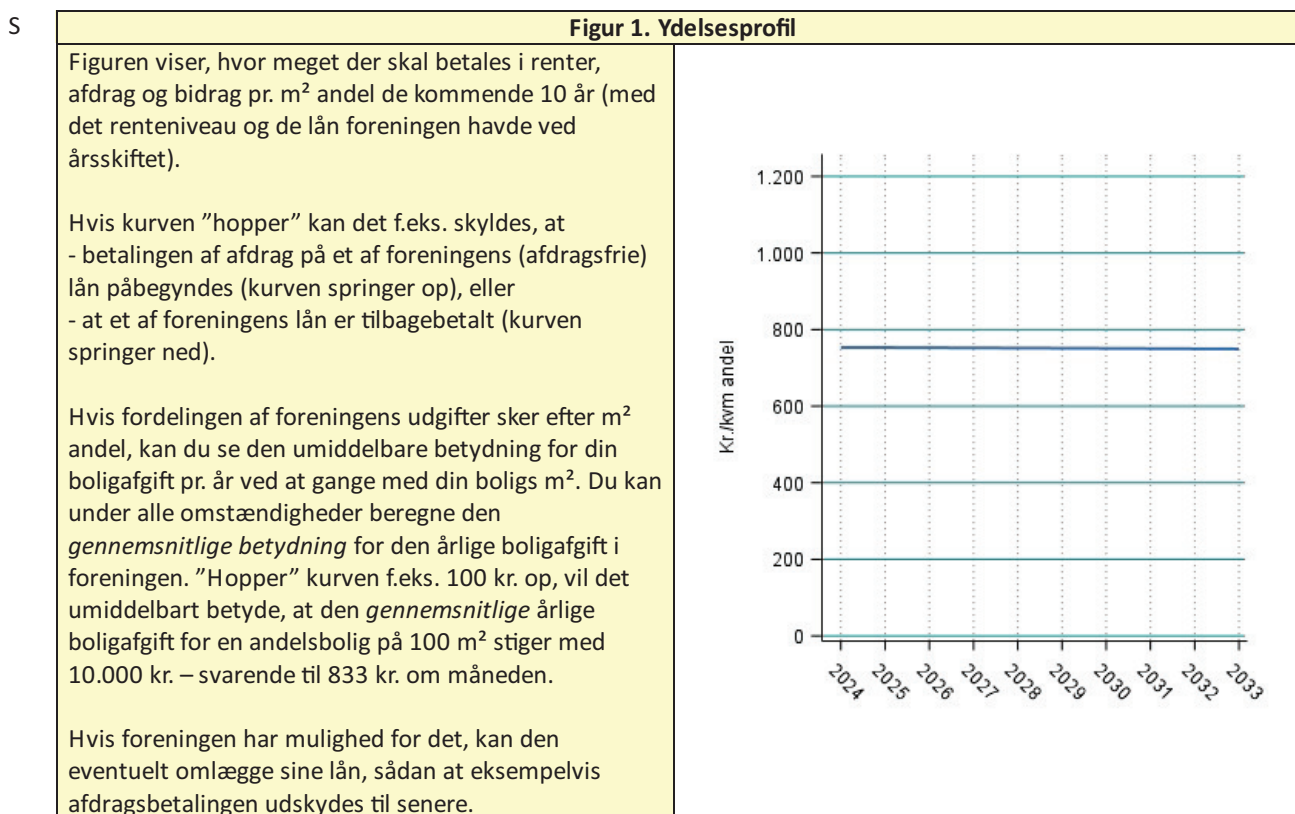 S
Figur 1. Ydelsesprofil
Figuren viser, hvor meget der skal betales i renter,
afdrag og bidrag pr. m² andel de kommende 10 år (med
det renteniveau og de lån foreningen havde ved
årsskiftet).
Hvis kurven ”hopper” kan det f.eks. skyldes, at
- betalingen af afdrag på et af foreningens (afdragsfrie)
lån påbegyndes (kurven springer op), eller
- at et af foreningens lån er tilbagebetalt (kurven
springer ned).
Hvis fordelingen af foreningens udgifter sker efter m²
andel, kan du se den umiddelbare betydning for din
boligafgift pr. år ved at gange med din boligs m². Du kan
under alle omstændigheder beregne den
gennemsnitlige betydning for den årlige boligafgift i
foreningen. ”Hopper” kurven f.eks. 100 kr. op, vil det
umiddelbart betyde, at den gennemsnitlige årlige
boligafgift for en andelsbolig på 100 m² stiger med
10.000 kr. – svarende til 833 kr. om måneden.
Hvis foreningen har mulighed for det, kan den
eventuelt omlægge sine lån, sådan at eksempelvis
afdragsbetalingen udskydes til senere.
Kr./kvm andel
1.200
1.000
800
600
400
200
0
2024
2025
2026
2027
2028
2029
2030
2031
2032
2033